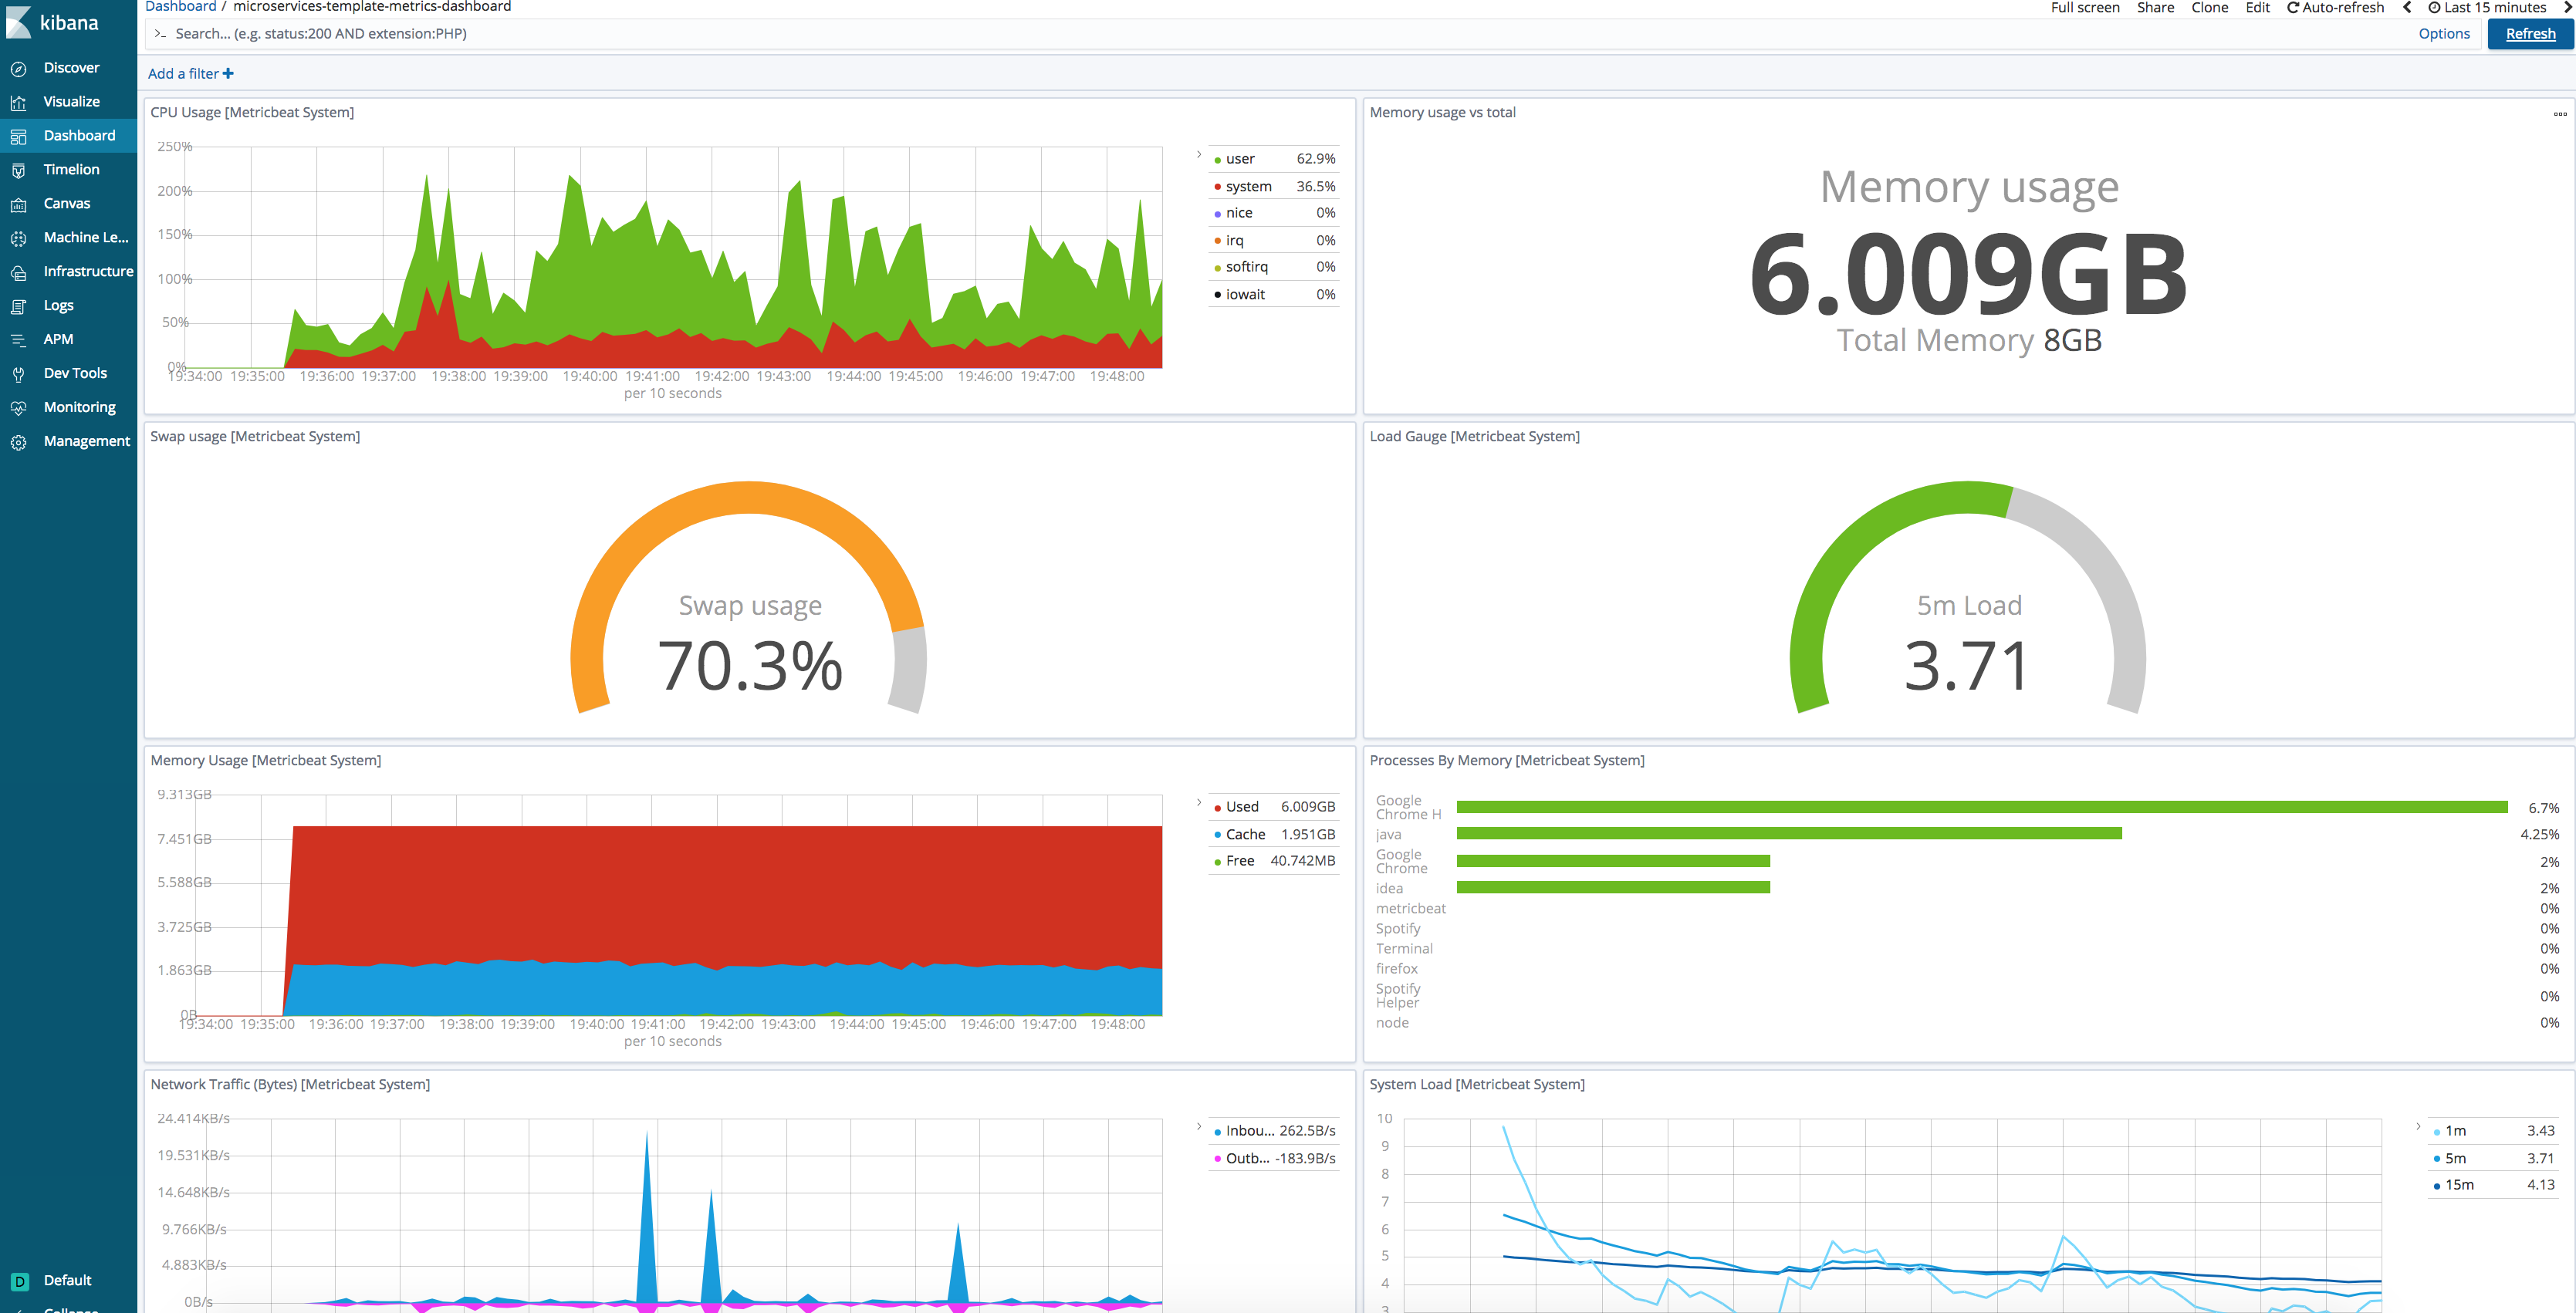 kibana
Discover
Visualize
Dashboard
Timelion
Canvas
Machine Le...
Infrastructure
Logs
APM
Dev Tools
Monitoring
Management
D Default
Collapse
Dashboard / microservices-template-metrics-dashboard
Full screen Share Clone Edit Auto-refresh Last 15 minutes
>_ Search... (e.g. status:200 AND extension:PHP)
Options Refresh
Add a filter +
CPU Usage [Metricbeat System]
250%
200%
150%
100%
50%
0%
19:34:00 19:35:00 19:36:00 19:37:00 19:38:00 19:39:00 19:40:00 19:41:00 19:42:00 19:43:00 19:44:00 19:45:00 19:46:00 19:47:00 19:48:00
per 10 seconds
user 62.9%
system 36.5%
nice 0%
irq 0%
softirq 0%
iowait 0%
Memory usage vs total
Memory usage
6.009GB
Total Memory 8GB
Swap usage [Metricbeat System]
Swap usage
70.3%
Load Gauge [Metricbeat System]
5m Load
3.71
Memory Usage [Metricbeat System]
9.313GB
7.451GB
5.588GB
3.725GB
1.863GB
0B
19:34:00 19:35:00 19:36:00 19:37:00 19:38:00 19:39:00 19:40:00 19:41:00 19:42:00 19:43:00 19:44:00 19:45:00 19:46:00 19:47:00 19:48:00
per 10 seconds
Used 6.009GB
Cache 1.951GB
Free 40.742MB
Processes By Memory [Metricbeat System]
Google
Chrome H 6.7%
java 4.25%
Google
Chrome 2%
idea 2%
metricbeat 0%
Spotify 0%
Terminal 0%
firefox 0%
Spotify
Helper 0%
node 0%
Network Traffic (Bytes) [Metricbeat System]
24.414KB/s
19.531KB/s
14.648KB/s
9.766KB/s
4.883KB/s
0B/s
Inbou... 262.5B/s
Outb... -183.9B/s
System Load [Metricbeat System]
10
9
8
7
6
5
4
3
1m 3.43
5m 3.71
15m 4.13